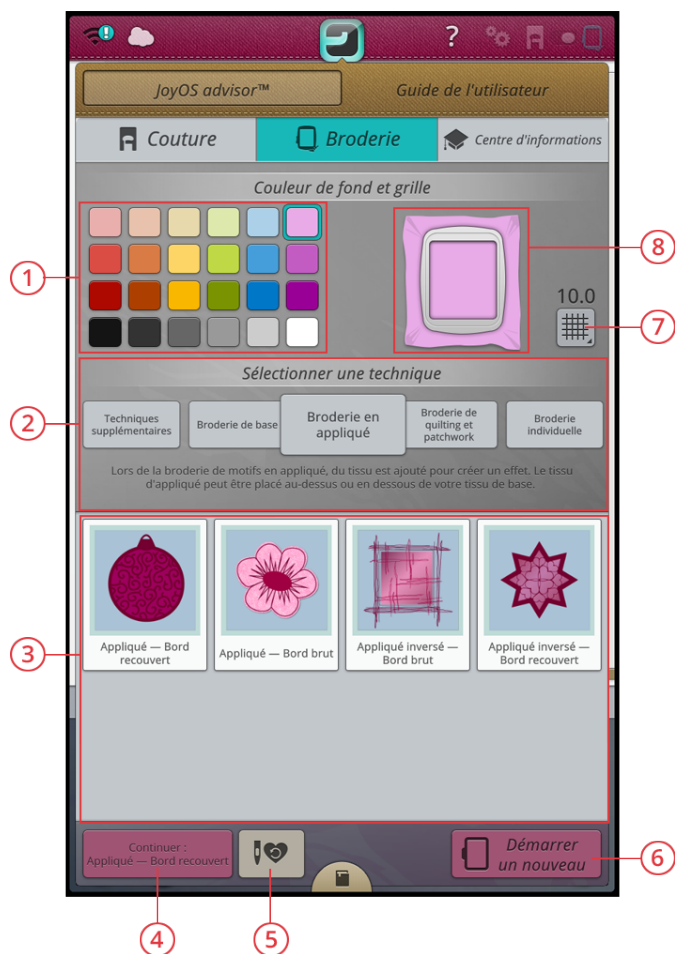 ?
JoyOS advisor™
Guide de l'utilisateur
Couture
Broderie
Centre d'informations
Couleur de fond et grille
1
8
10.0
7
Sélectionner une technique
2
Techniques
supplémentaires
Broderie de base
Broderie en
appliqué
Broderie de
quilting et
patchwork
Broderie
individuelle
Lors de la broderie de motifs en appliqué, du tissu est ajouté pour créer un effet. Le tissu
d'appliqué peut être placé au-dessus ou en dessous de votre tissu de base.
3
Appliqué — Bord
recouvert
Appliqué — Bord brut
Appliqué inversé —
Bord brut
Appliqué inversé —
Bord recouvert
Continuer :
Appliqué — Bord recouvert
Démarrer
un nouveau
6
4
5